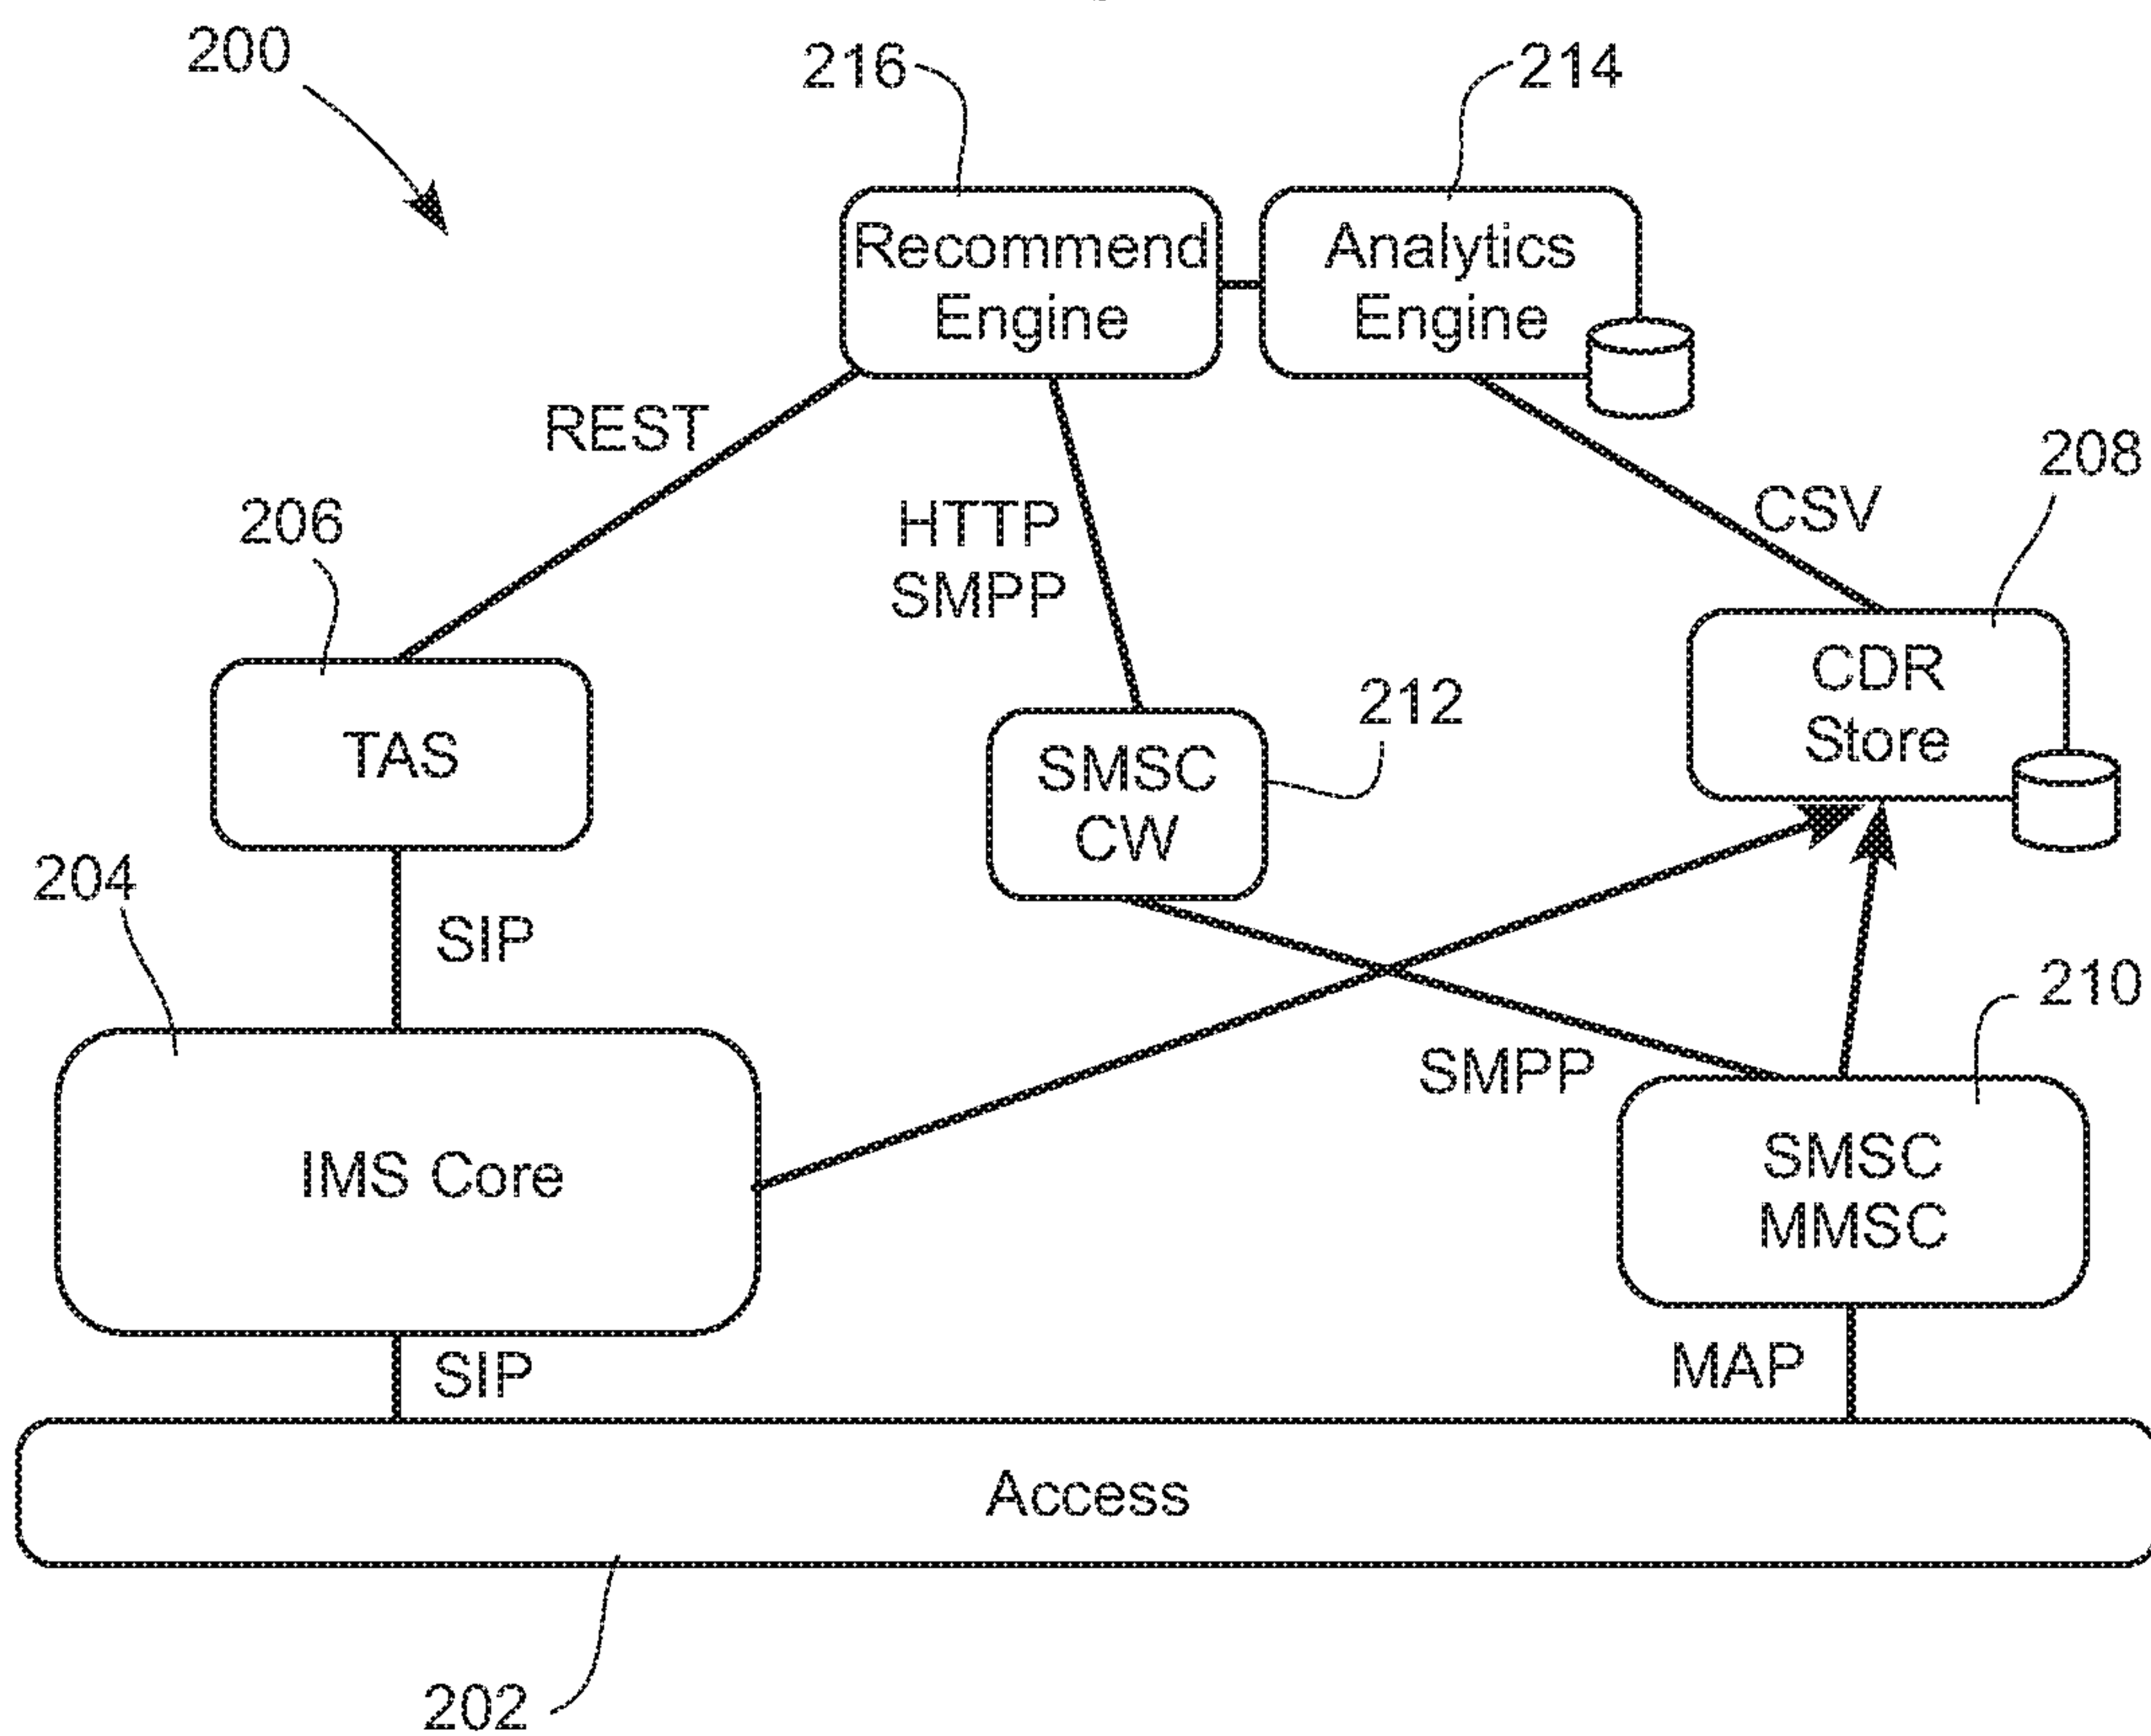 200
216
214
Recommend
Engine
Analytics
Engine
REST
HTTP
SMPP
CSV
208
206
TAS
SMSC
CW
212
CDR
Store
204
SIP
210
IMS Core
SMPP
SMSC
MMSC
SIP
MAP
Access
202